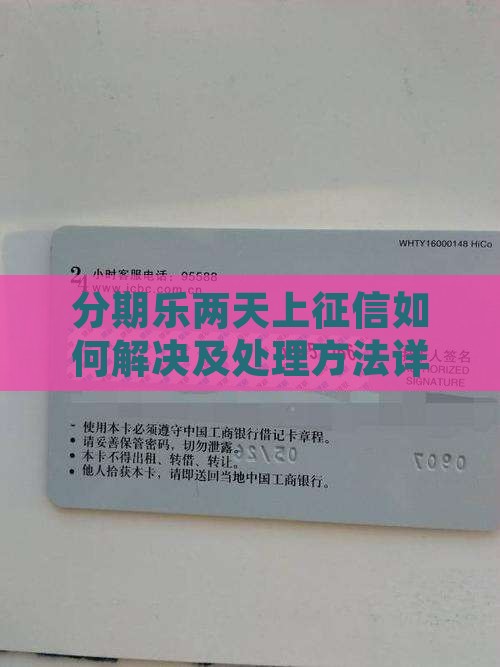 WHTY16000148 HiCo
24 小时客服电话：95588
www.icbc.com.cn
分期乐两天上征信如
何解决及处理方法详
人签名
HORIZED
SIGNATURE
- 使用本卡必须遵守中国工商银行借记卡章程。
• 请妥善保管密码，切勿泄露。
• 本卡不得出租、转借、转让。
• 他人拾获本卡，请即送回当地中国工商银行。
05/26
0907